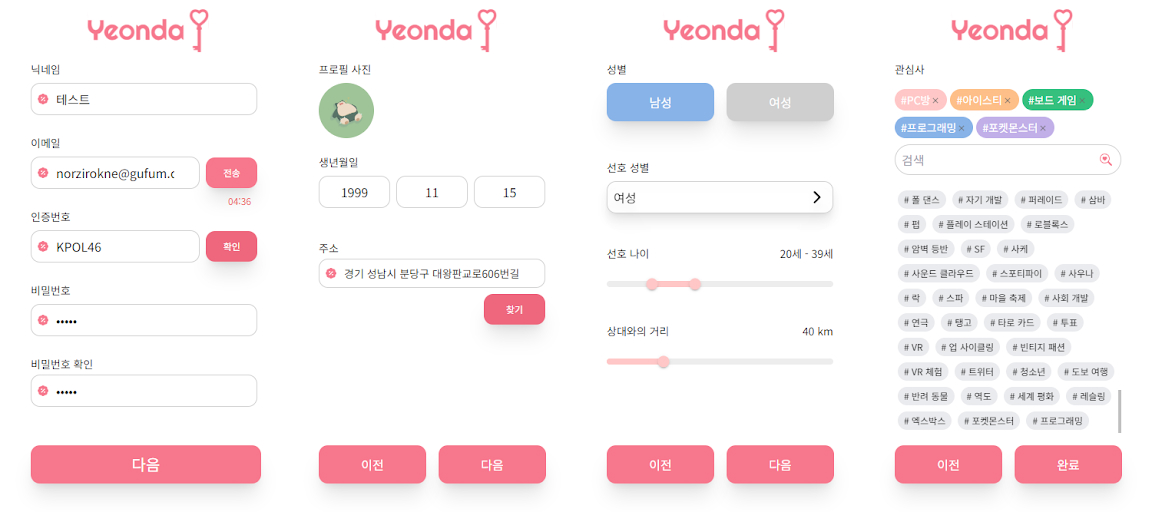 Yeonda
닉네임
테스트
이메일
norzirokne@gufum.c
전송
04:36
인증번호
KPOL46
확인
비밀번호
•••••
비밀번호 확인
•••••
다음
Yeonda
프로필 사진
생년월일
1999 11 15
주소
경기 성남시 분당구 대왕판교로606번길
찾기
이전 다음
Yeonda
성별
남성 여성
선호 성별
여성
선호 나이 20세 - 39세
상대와의 거리 40 km
이전 다음
Yeonda
관심사
#PC방× #아이스티× #보드 게임×
#프로그래밍× #포켓몬스터×
검색
# 폴 댄스 # 자기 개발 # 퍼레이드 # 삼바
# 펍 # 플레이 스테이션 # 로블록스
# 암벽 등반 # SF # 사케
# 사운드 클라우드 # 스포티파이 # 사우나
# 락 # 스파 # 마을 축제 # 사회 개발
# 연극 # 탱고 # 타로 카드 # 투표
# VR # 업 사이클링 # 빈티지 패션
# VR 체험 # 트위터 # 청소년 # 도보 여행
# 반려 동물 # 역도 # 세계 평화 # 레슬링
# 엑스박스 # 포켓몬스터 # 프로그래밍
이전 완료